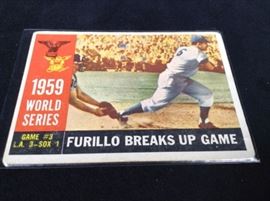 1959
WORLD
SERIES
GAME #3
L.A. 3-SOX 1
FURILLO BREAKS UP GAME